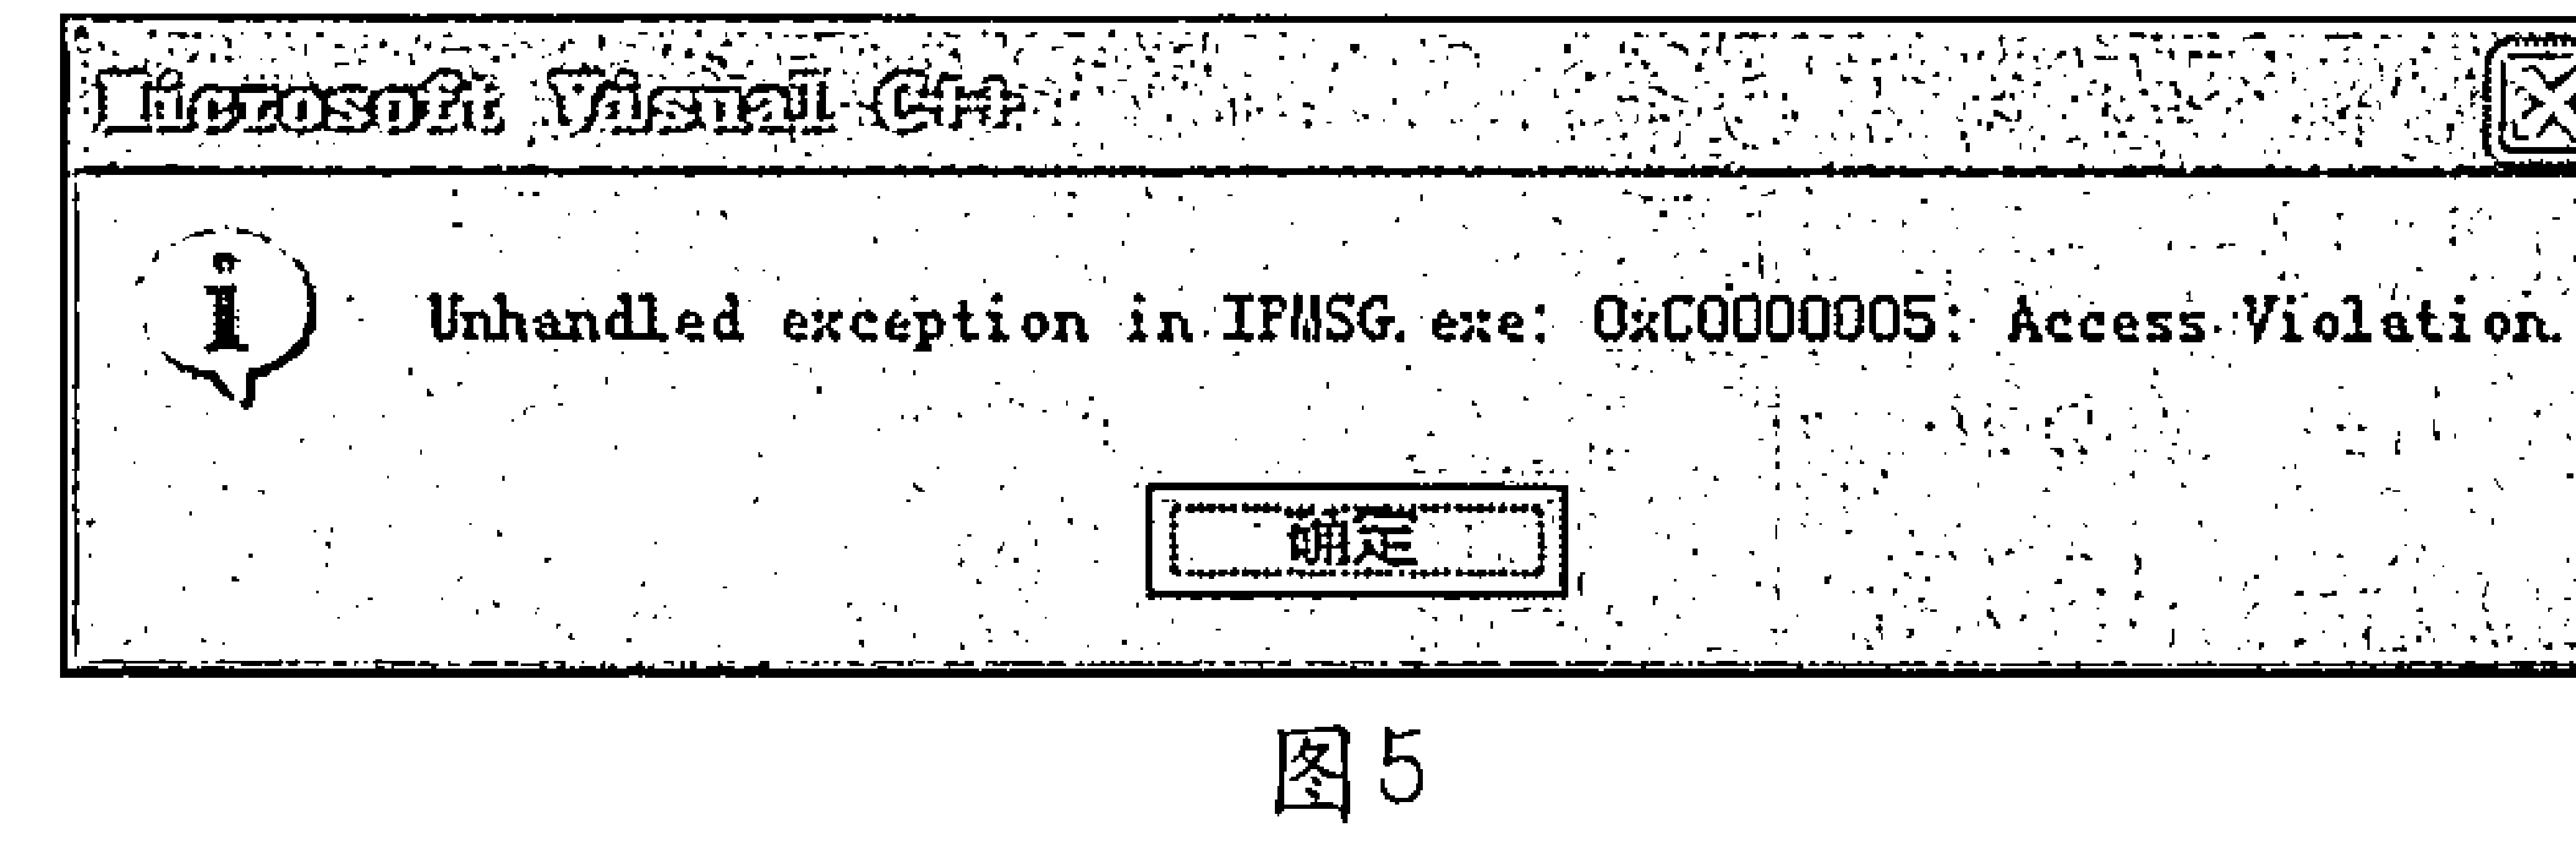 Microsoft Visual C++
Unhandled exception in IPMSG.exe: 0xC0000005: Access Violation.
确定
图5